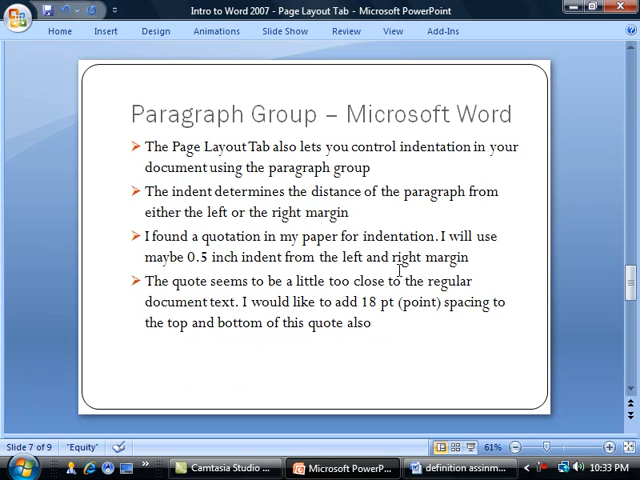 Intro to Word 2007 - Page Layout Tab - Microsoft PowerPoint
Home Insert Design Animations Slide Show Review View Add-Ins
Paragraph Group – Microsoft Word
The Page Layout Tab also lets you control indentation in your
document using the paragraph group
The indent determines the distance of the paragraph from
either the left or the right margin
I found a quotation in my paper for indentation. I will use
maybe 0.5 inch indent from the left and right margin
The quote seems to be a little too close to the regular
document text. I would like to add 18 pt (point) spacing to
the top and bottom of this quote also
Slide 7 of 9 "Equity" 61%
Camtasia Studio ... Microsoft PowerP... definition assinm... 10:33 PM